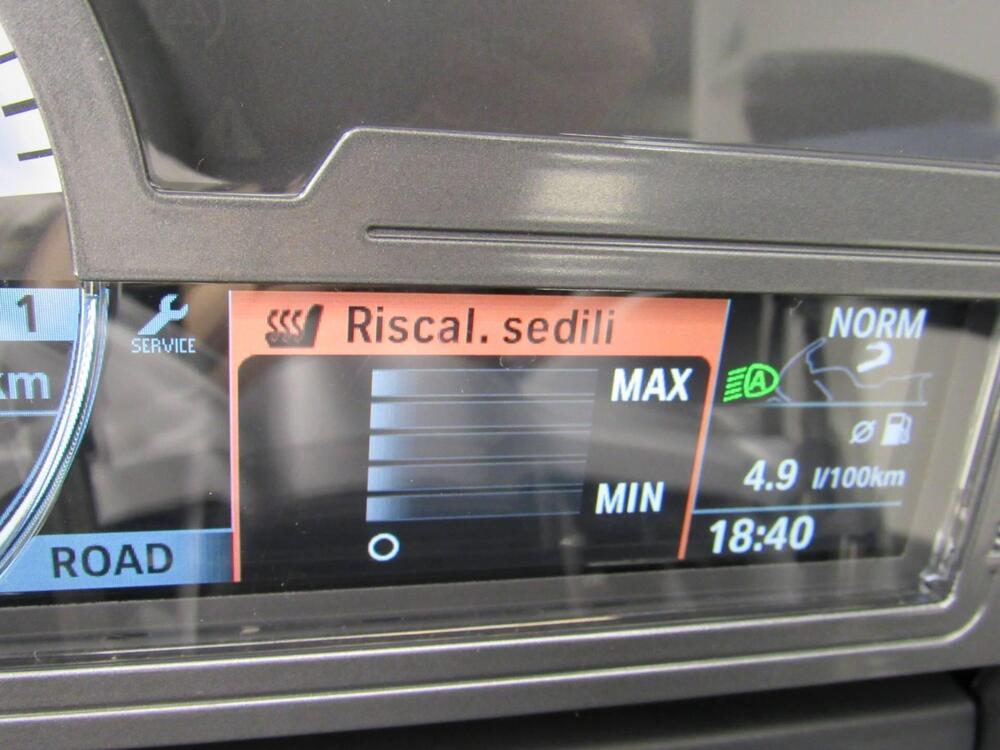 1
km
SERVICE
ROAD
Riscal. sedili
MAX
MIN
NORM
A
Ø
4.9 l/100km
18:40